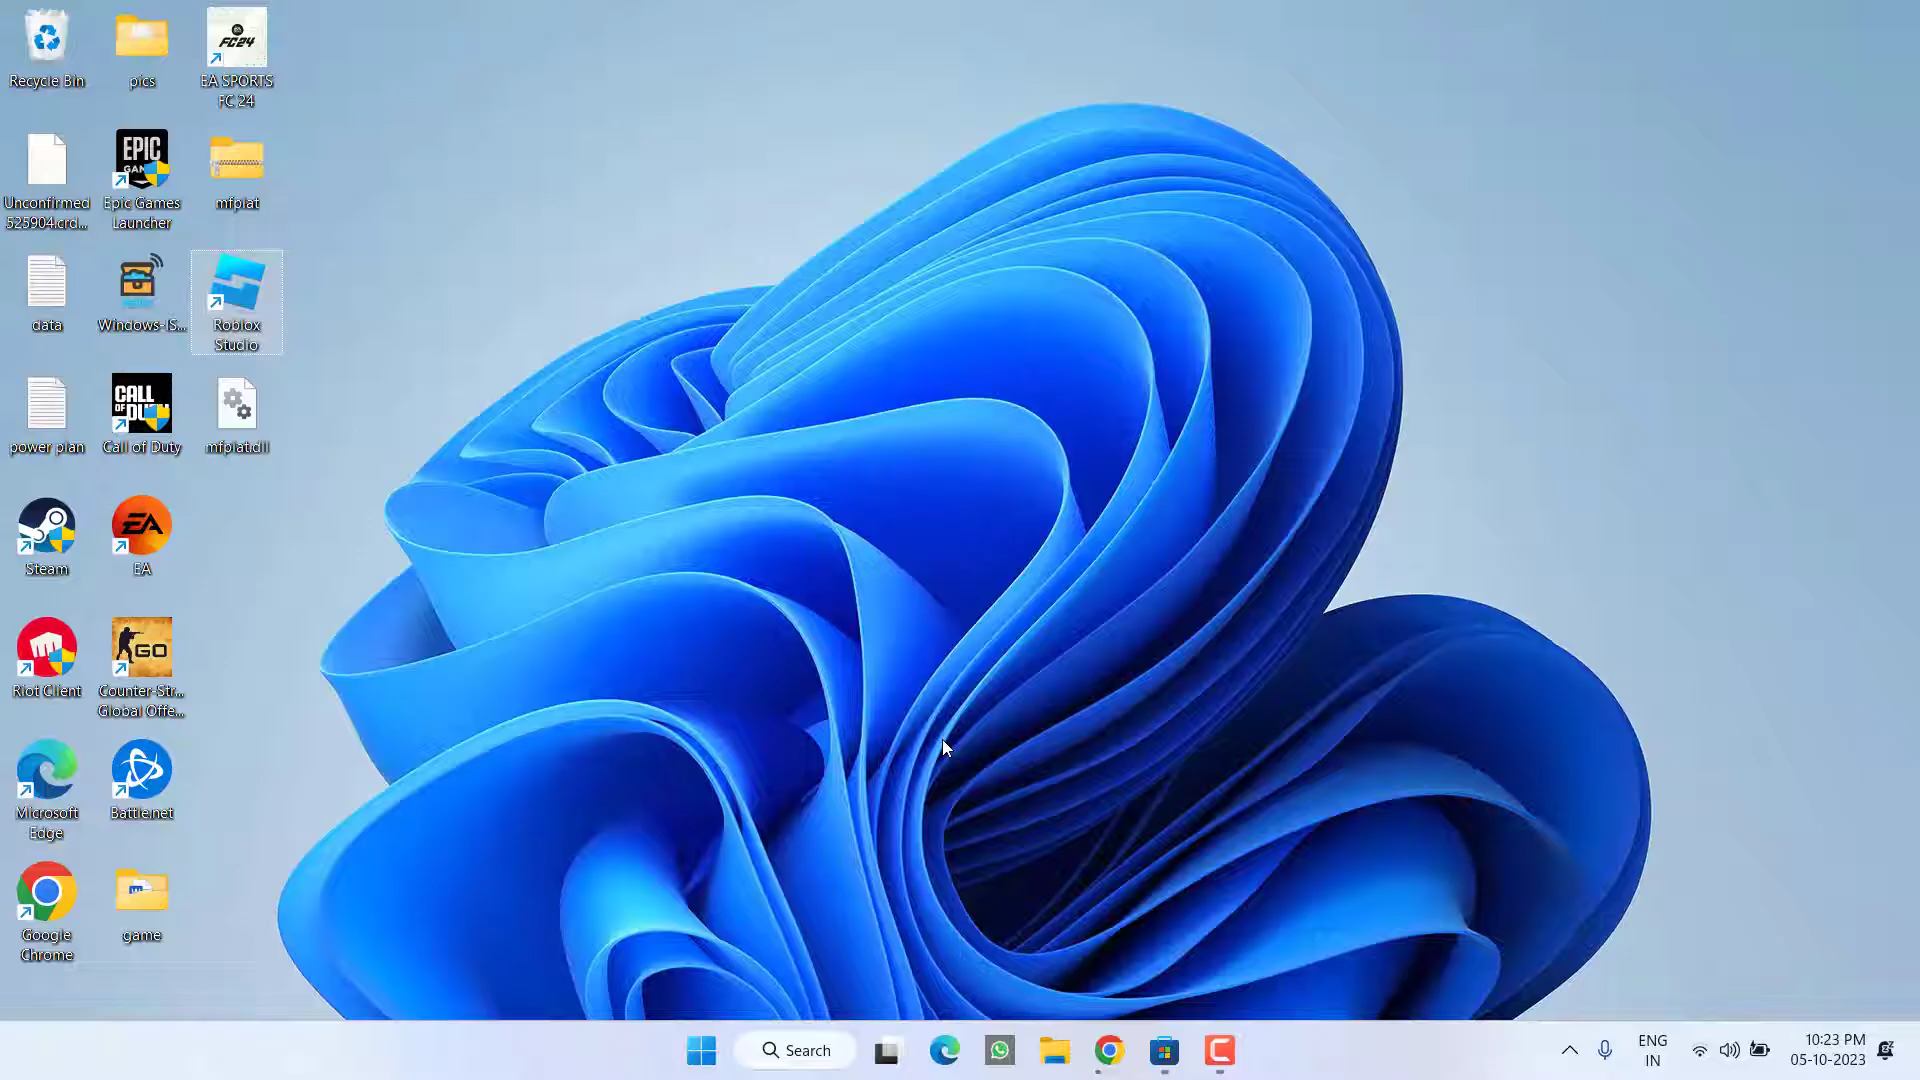 Recycle Bin
pics
EA SPORTS
FC 24
Unconfirmed
525904.crd...
Epic Games
Launcher
mfplat
data
Windows-IS...
Roblox
Studio
power plan
Call of Duty
mfplat.dll
Steam
EA
Riot Client
Counter-Str...
Global Offe...
Microsoft
Edge
Battle.net
Google
Chrome
game
FC24
EPIC
CALL
OF DUTY
EA
GO
Search
ENG
IN
10:23 PM
05-10-2023